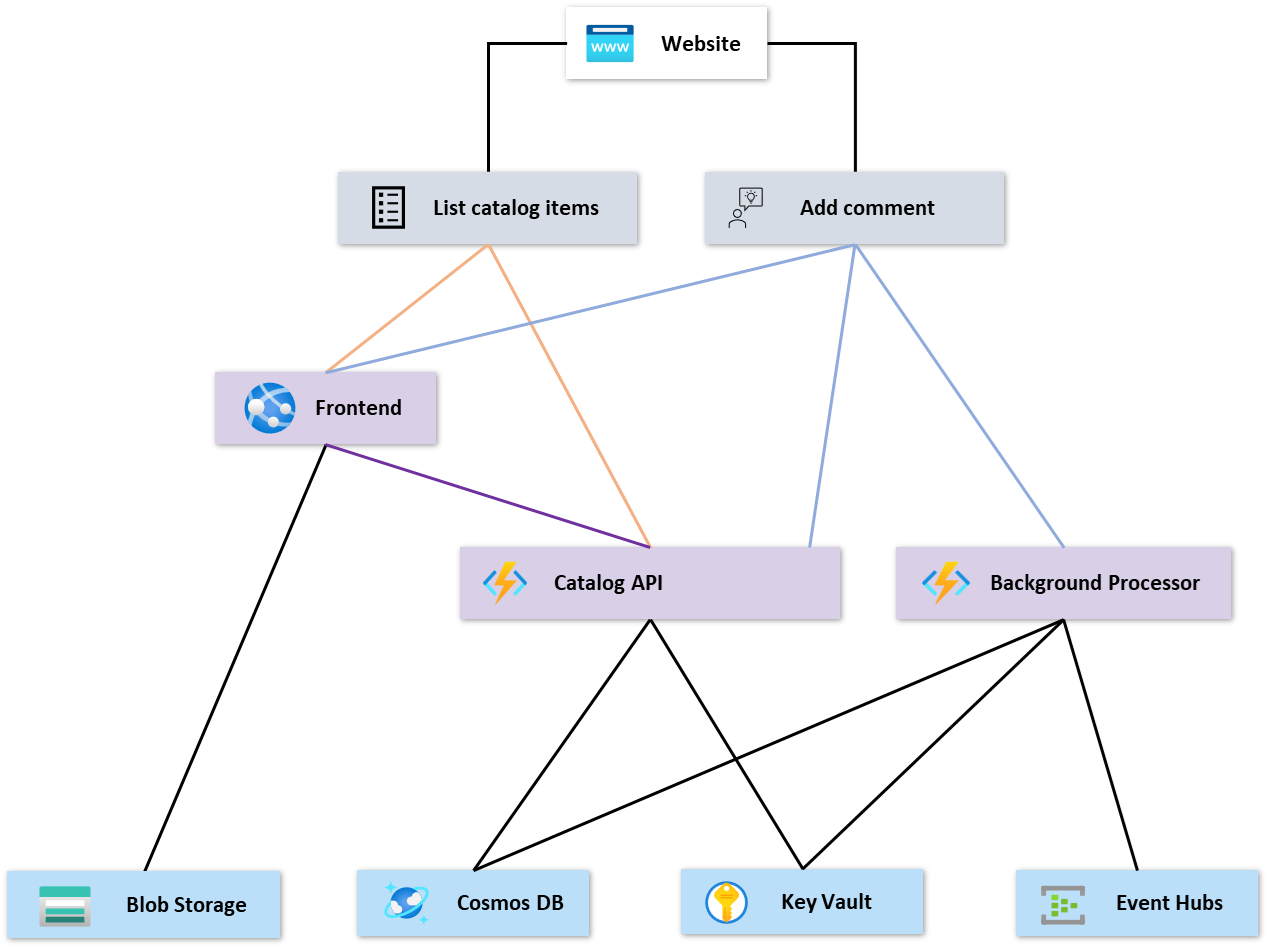 www
Website
List catalog items
Add comment
Frontend
Catalog API
Background Processor
Blob Storage
Cosmos DB
Key Vault
Event Hubs